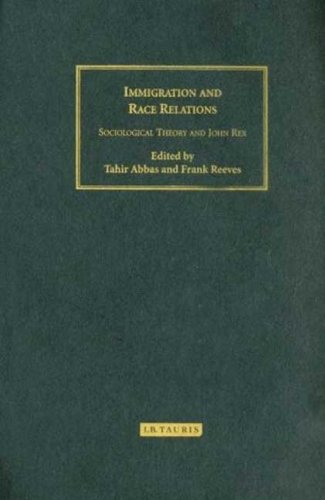 IMMIGRATION AND
RACE RELATIONS
SOCIOLOGICAL THEORY AND JOHN REX
Edited by
Tahir Abbas and Frank Reeves
I.B.TAURIS